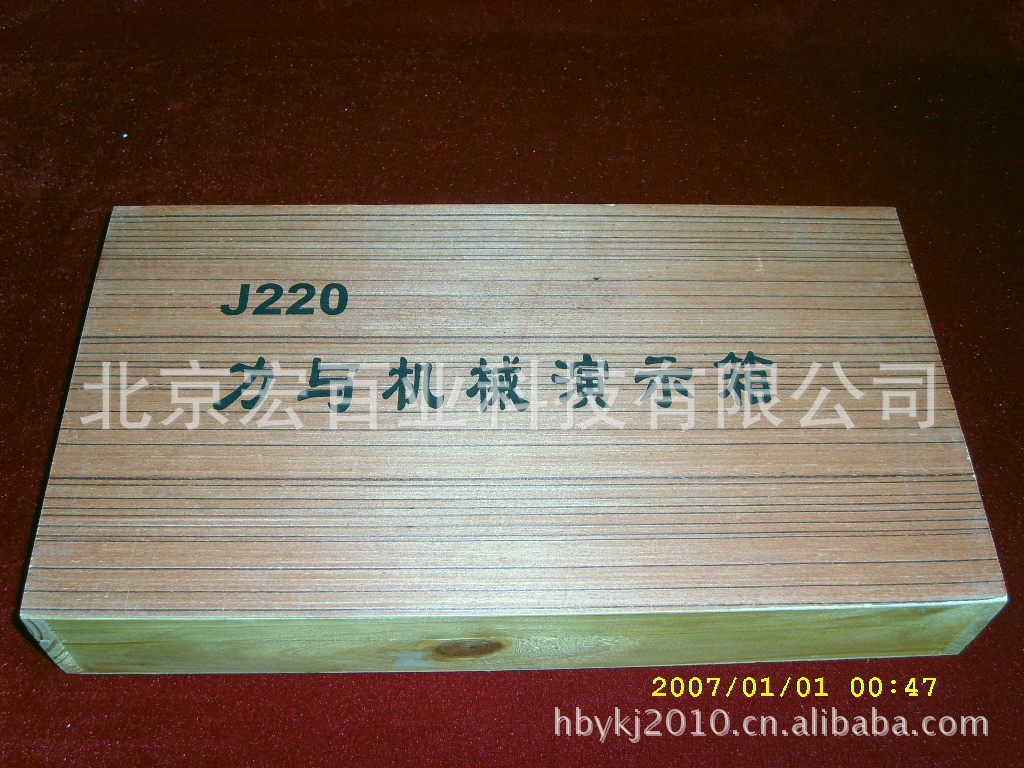 J220
力与机械演示箱
北京宏百业科技有限公司
2007/01/01 00:47
hbykj2010.cn.alibaba.com